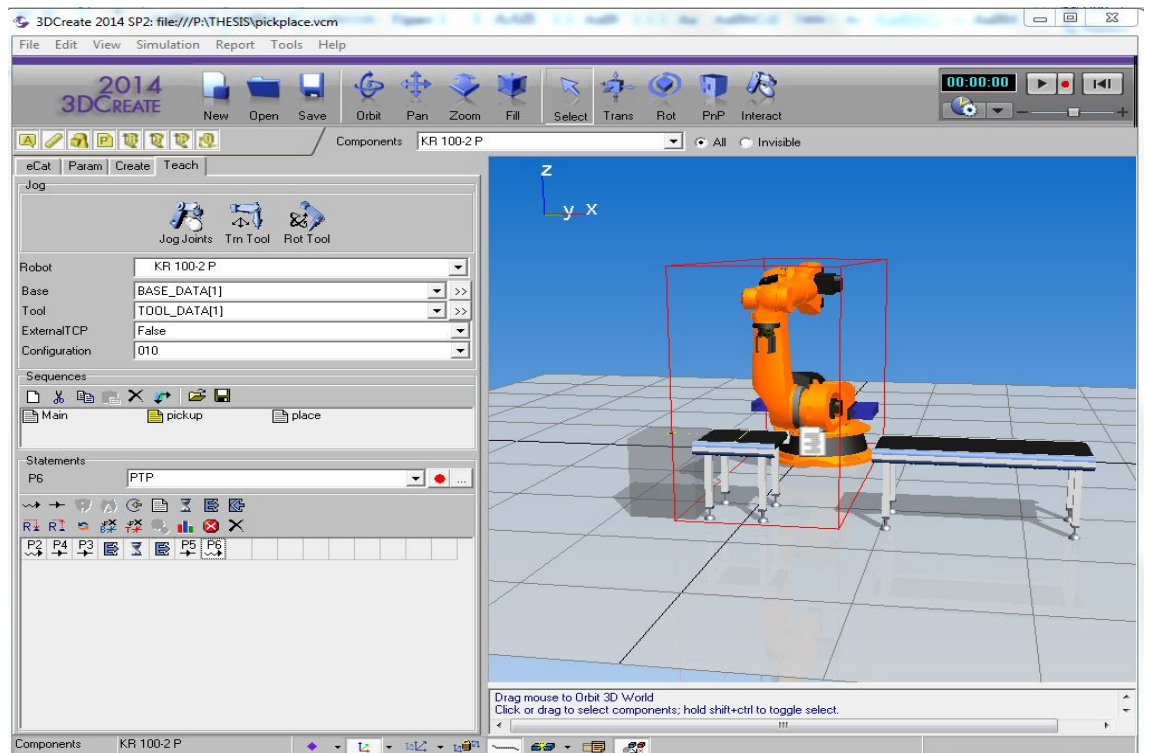 3DCreate 2014 SP2: file:///P:\THESIS\pickplace.vcm
File Edit View Simulation Report Tools Help
2014
3DCREATE
New Open Save Orbit Pan Zoom Fill Select Trans Rot PnP Interact
00:00:00
Components KR 100-2 P All Invisible
eCat Param Create Teach
Jog
Jog Joints Trn Tool Rot Tool
Robot KR 100-2 P
Base BASE_DATA[1] >>
Tool TOOL_DATA[1] >>
ExternalTCP False
Configuration 010
Sequences
Main pickup place
Statements
P6 PTP ...
P2 P4 P3 P5 P6
z
y x
Drag mouse to Orbit 3D World
Click or drag to select components; hold shift+ctrl to toggle select.
Components KR 100-2 P